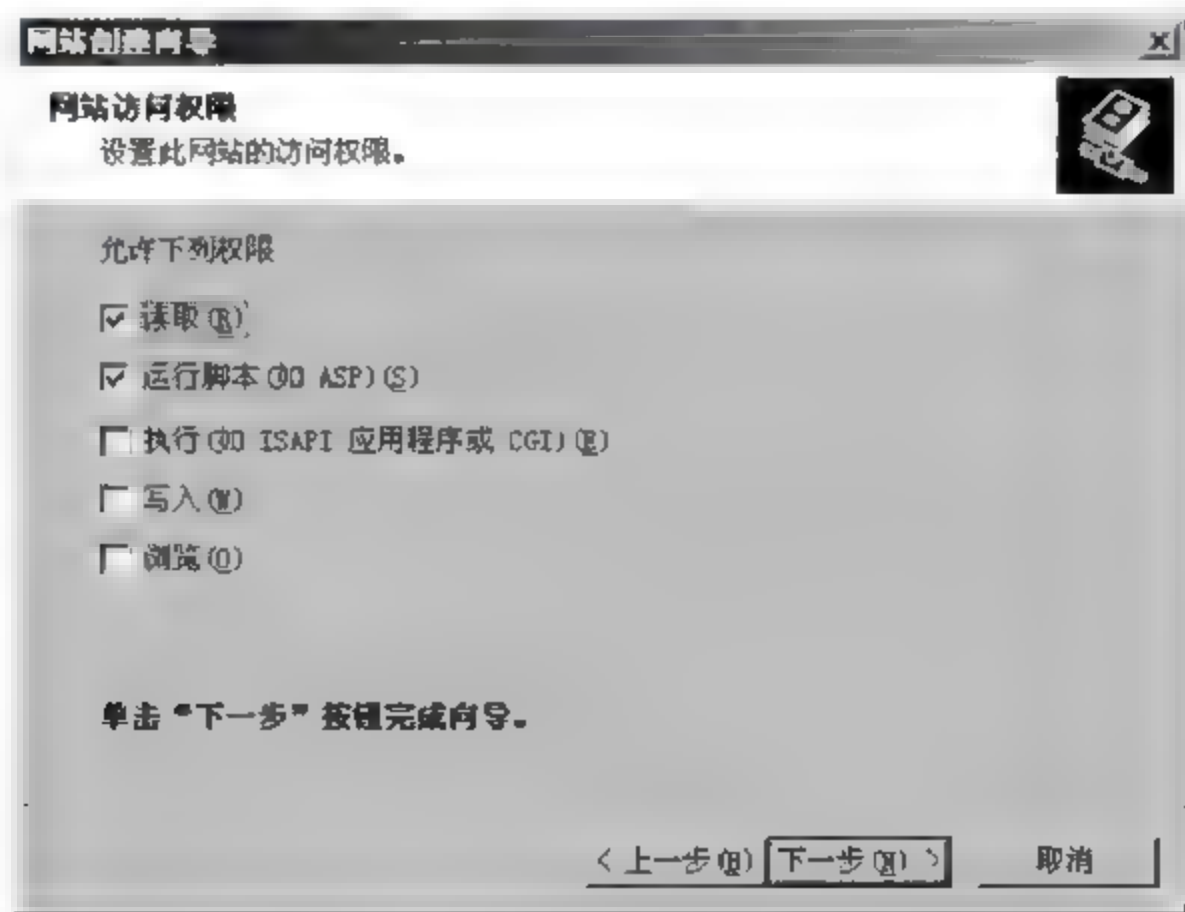 网站创建向导
网站访问权限
设置此网站的访问权限。
允许下列权限
读取(R)
运行脚本(如 ASP)(S)
执行(如 ISAPI 应用程序或 CGI)(E)
写入(W)
浏览(O)
单击“下一步”按钮完成向导。
< 上一步(B) 下一步(N) > 取消